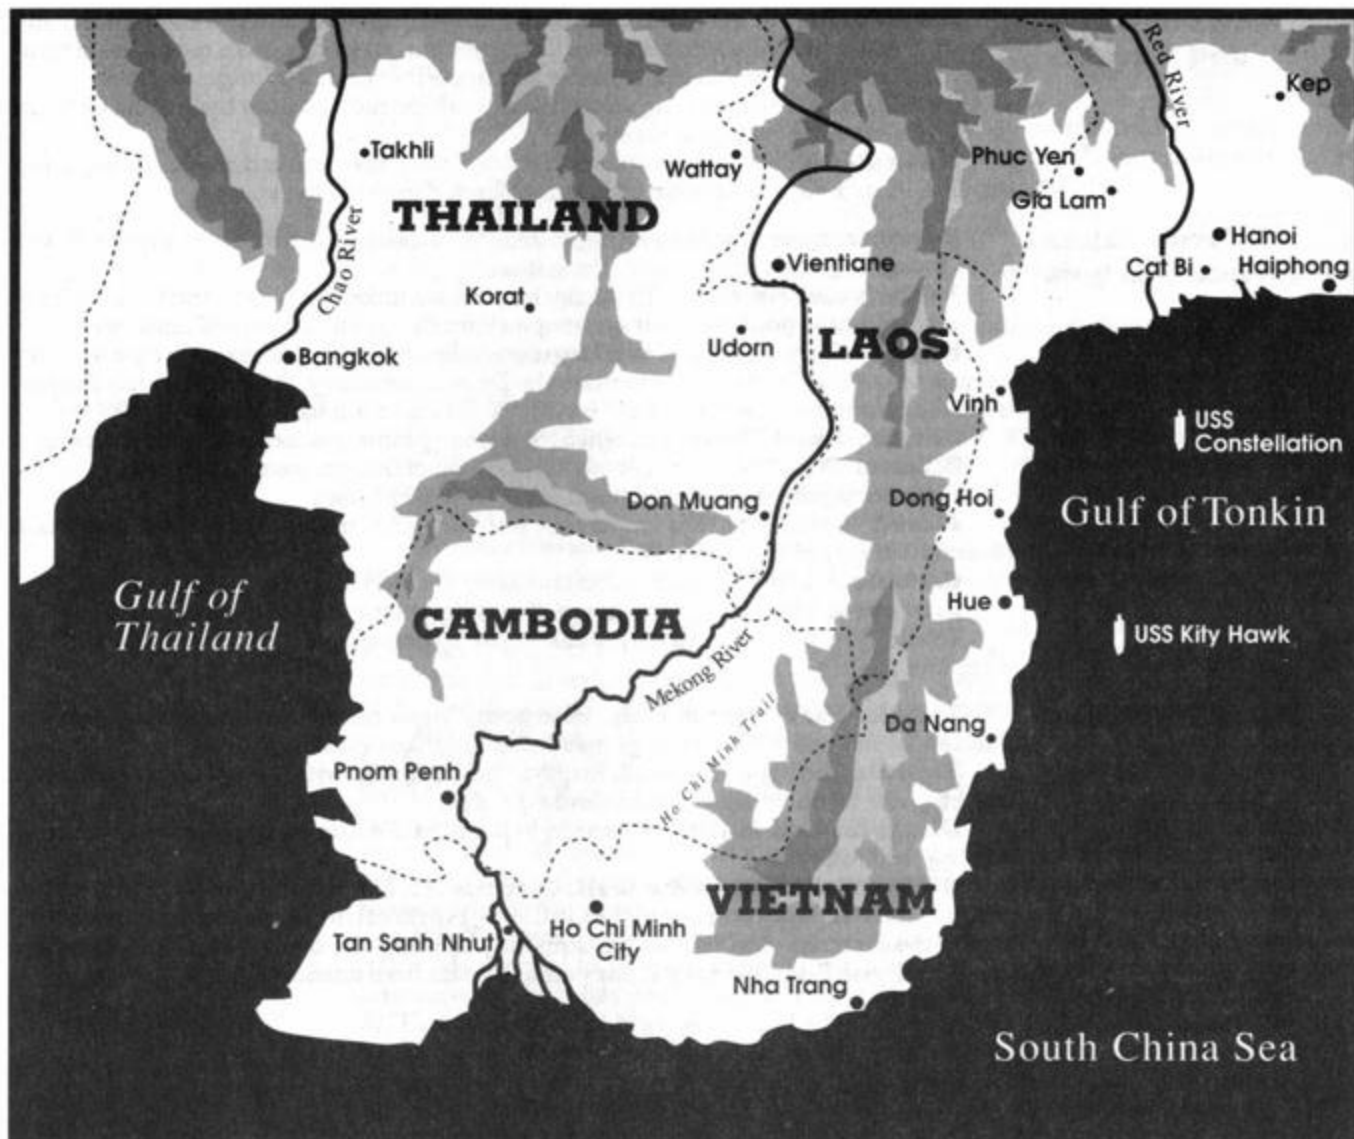 Red River
Kep
Takhli
Wattay
Phuc Yen
Gia Lam
THAILAND
Chao River
Hanoi
Vientiane
Cat Bi
Haiphong
Korat
Udorn
LAOS
Bangkok
Vinh
USS
Constellation
Don Muang
Dong Hoi
Gulf of Tonkin
Gulf of
Thailand
Hue
CAMBODIA
USS Kity Hawk
Mekong River
Da Nang
Ho Chi Minh Trail
Pnom Penh
VIETNAM
Tan Sanh Nhut
Ho Chi Minh
City
Nha Trang
South China Sea